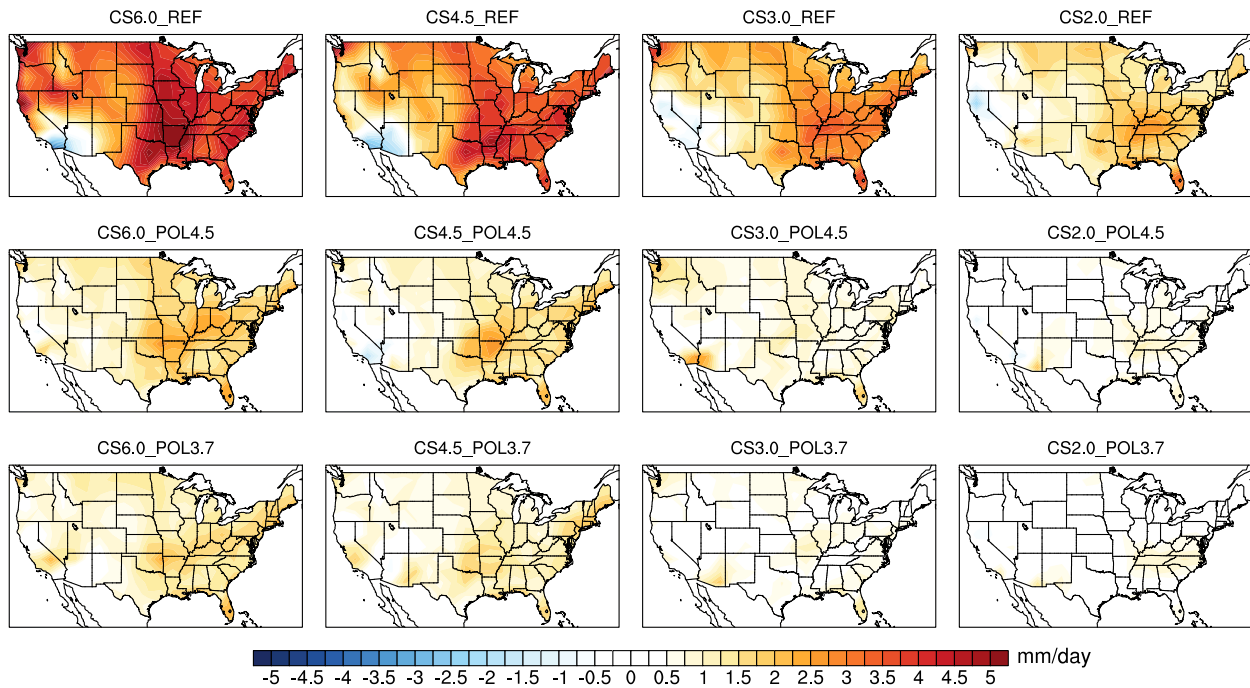 CS6.0_REF CS4.5_REF CS3.0_REF CS2.0_REF
CS6.0_POL4.5 CS4.5_POL4.5 CS3.0_POL4.5 CS2.0_POL4.5
CS6.0_POL3.7 CS4.5_POL3.7 CS3.0_POL3.7 CS2.0_POL3.7
mm/day
-5 -4.5 -4 -3.5 -3 -2.5 -2 -1.5 -1 -0.5 0 0.5 1 1.5 2 2.5 3 3.5 4 4.5 5